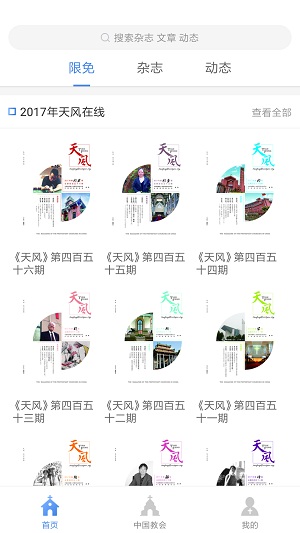 搜索杂志 文章 动态
限免 杂志 动态
2017年天风在线 查看全部
天风 天风 天风
《天风》第四百五
十六期
《天风》第四百五
十五期
《天风》第四百五
十四期
天风 天风 天风
《天风》第四百五
十三期
《天风》第四百五
十二期
《天风》第四百五
十一期
天风 天风 天风
首页 中国教会 我的